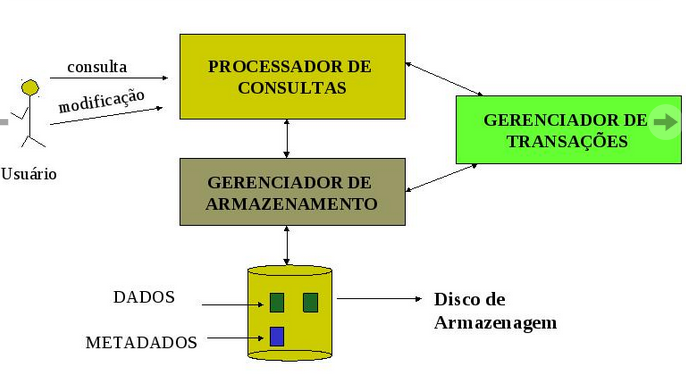 consulta
modificação
Usuário
PROCESSADOR DE
CONSULTAS
GERENCIADOR DE
TRANSAÇÕES
GERENCIADOR DE
ARMAZENAMENTO
DADOS
METADADOS
Disco de
Armazenagem